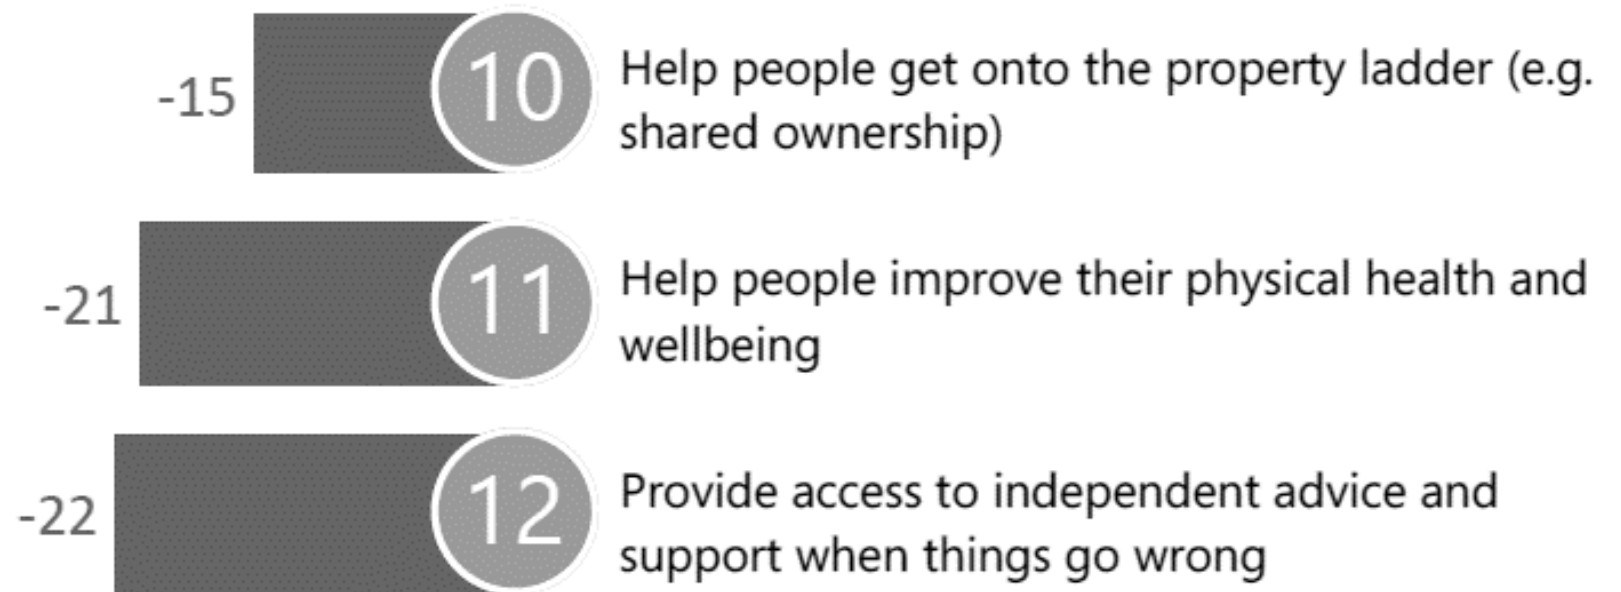 -15 10 Help people get onto the property ladder (e.g.
shared ownership)
-21 11 Help people improve their physical health and
wellbeing
-22 12 Provide access to independent advice and
support when things go wrong